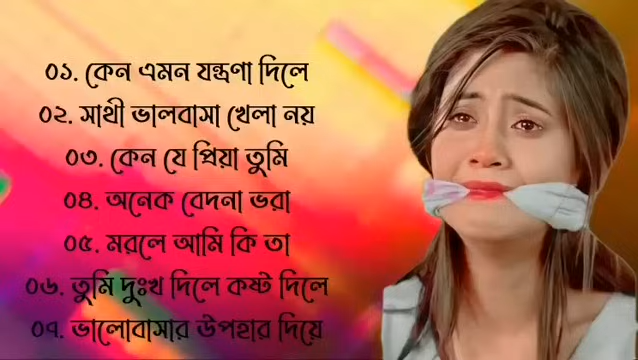 ০১. কেন এমন যন্ত্রণা দিলে
০২. সাথী ভালবাসা খেলা নয়
০৩. কেন যে প্রিয়া তুমি
০৪. অনেক বেদনা ভরা
০৫. মরলে আমি কি তা
০৬. তুমি দুঃখ দিলে কষ্ট দিলে
০৭. ভালোবাসার উপহার দিয়ে